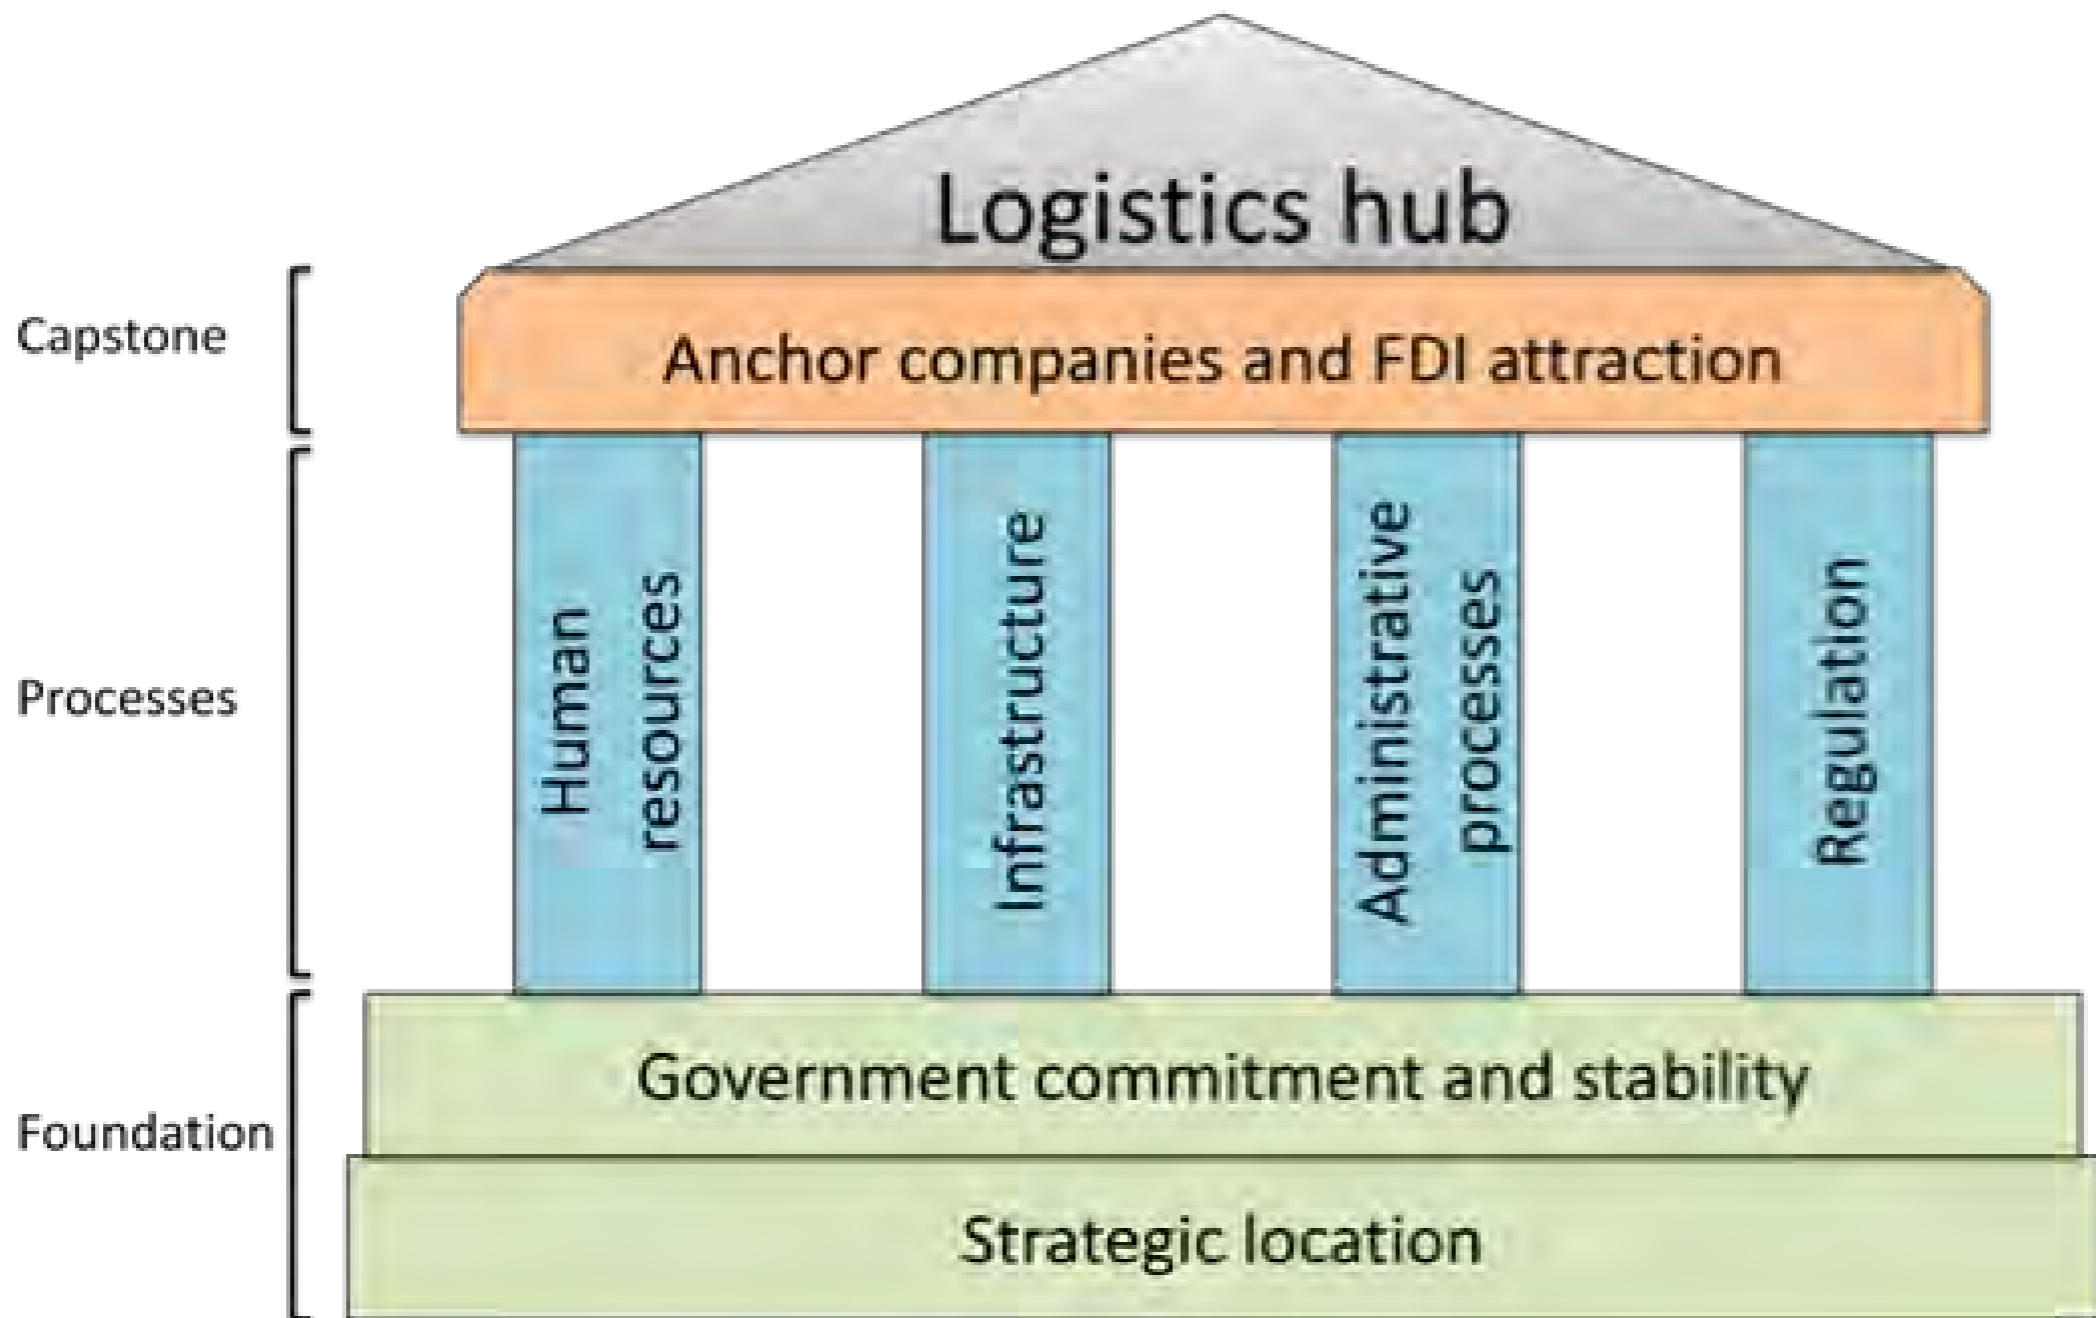 Logistics hub
Capstone
Anchor companies and FDI attraction
Processes
Human
resources
Infrastructure
Administrative
processes
Regulation
Foundation
Government commitment and stability
Strategic location